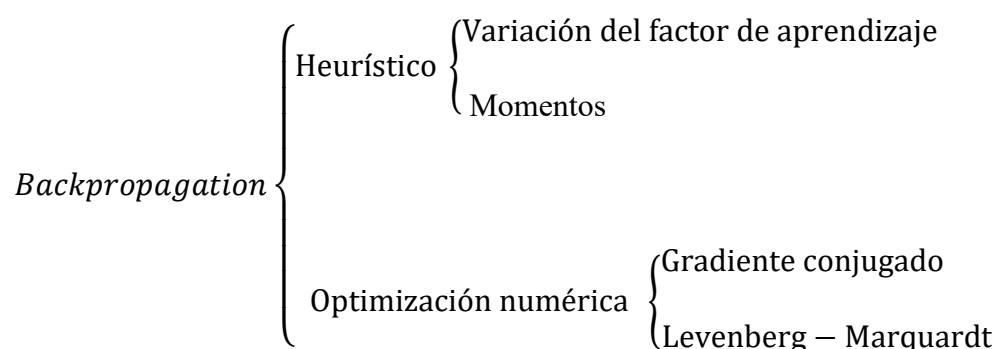 Variación del factor de aprendizaje
Heurístico
Momentos
Backpropagation
Gradiente conjugado
Optimización numérica
Levenberg − Marquardt